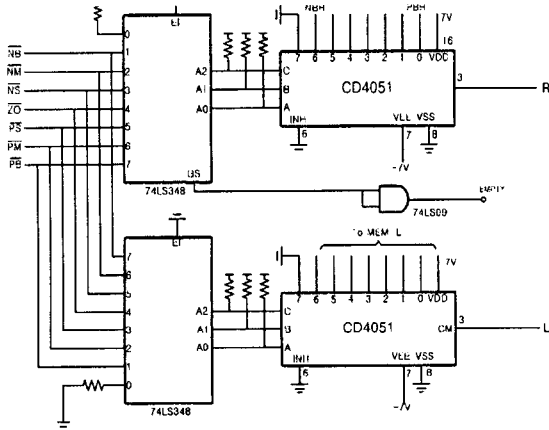 EI
0
NB
1
NM
2
NS
3
ZO
4
PS
5
PM
6
PB
7
A2
A1
A0
74LS348
NBH
PBH
7V
16
7 6 5 4 3 2 1 0 VDD
C
B
A
CD4051
3
R
INH
VEE VSS
6
7
8
-7V
74LS09
EMPTY
EI
7
6
5
4
3
2
1
0
A2
A1
A0
74LS348
To MEM L
7V
7 6 5 4 3 2 1 0 VDD
C
B
A
CD4051
CM
3
L
INH
VEE VSS
6
7
8